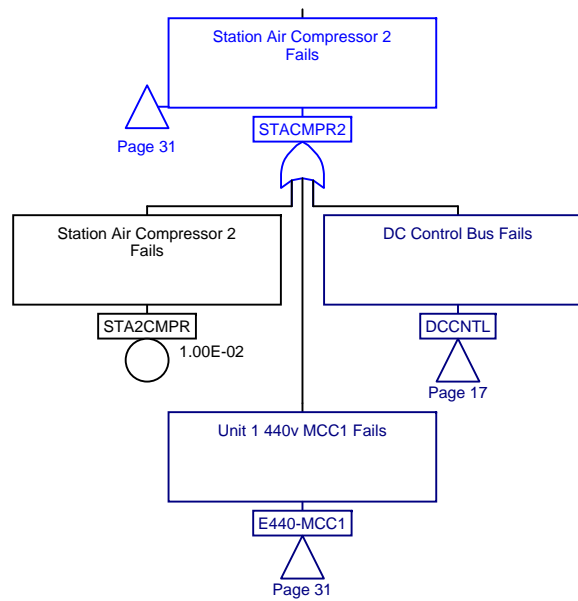 Station Air Compressor 2
Fails
Page 31
STACMPR2
Station Air Compressor 2
Fails
STA2CMPR
1.00E-02
DC Control Bus Fails
DCCNTL
Page 17
Unit 1 440v MCC1 Fails
E440-MCC1
Page 31